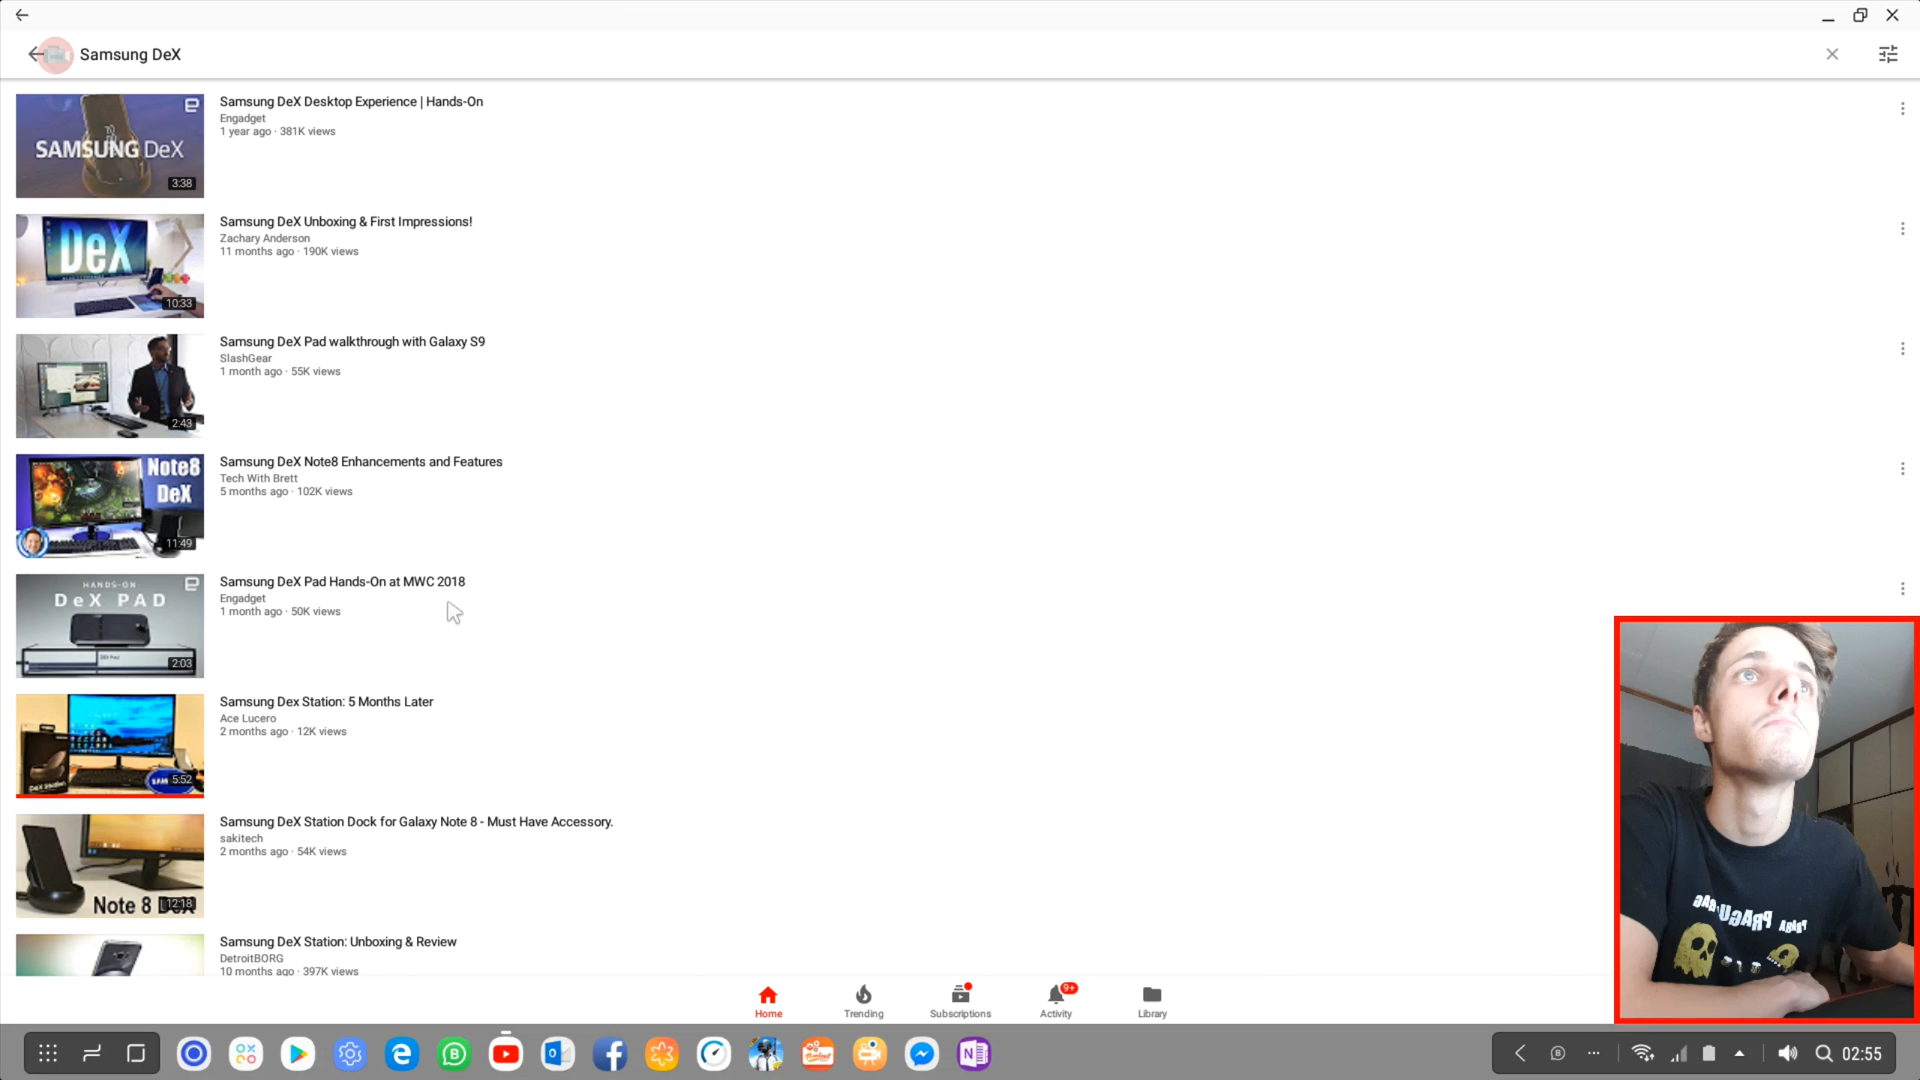 Samsung DeX
SAMSUNG DeX
3:38
Samsung DeX Desktop Experience | Hands-On
Engadget
1 year ago · 381K views
DeX
10:33
Samsung DeX Unboxing & First Impressions!
Zachary Anderson
11 months ago · 190K views
2:43
Samsung DeX Pad walkthrough with Galaxy S9
SlashGear
1 month ago · 55K views
Note8
DeX
11:49
Samsung DeX Note8 Enhancements and Features
Tech With Brett
5 months ago · 102K views
HANDS-ON
DeX PAD
2:03
Samsung DeX Pad Hands-On at MWC 2018
Engadget
1 month ago · 50K views
5:52
Samsung Dex Station: 5 Months Later
Ace Lucero
2 months ago · 12K views
Note 8 DeX
12:18
Samsung DeX Station Dock for Galaxy Note 8 - Must Have Accessory.
sakitech
2 months ago · 54K views
Samsung DeX Station: Unboxing & Review
DetroitBORG
10 months ago · 397K views
Home
Trending
Subscriptions
9+
Activity
Library
02:55